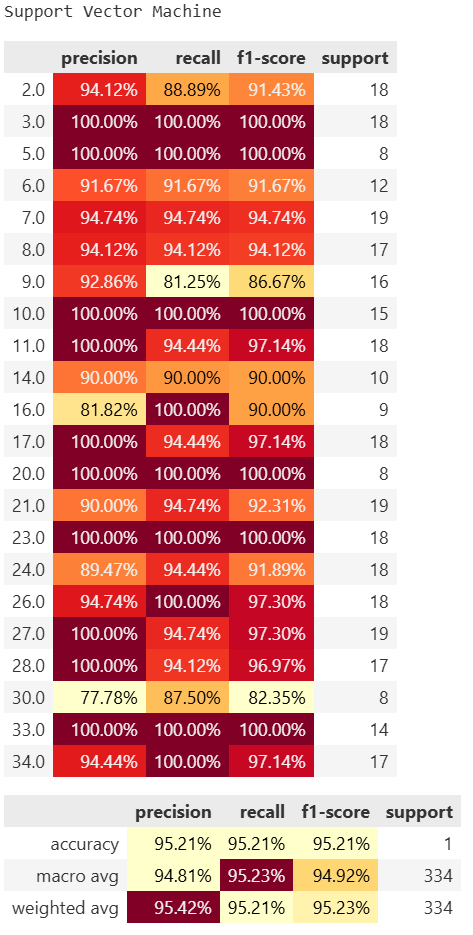 Support Vector Machine
precision recall f1-score support
2.0 94.12% 88.89% 91.43% 18
3.0 100.00% 100.00% 100.00% 18
5.0 100.00% 100.00% 100.00% 8
6.0 91.67% 91.67% 91.67% 12
7.0 94.74% 94.74% 94.74% 19
8.0 94.12% 94.12% 94.12% 17
9.0 92.86% 81.25% 86.67% 16
10.0 100.00% 100.00% 100.00% 15
11.0 100.00% 94.44% 97.14% 18
14.0 90.00% 90.00% 90.00% 10
16.0 81.82% 100.00% 90.00% 9
17.0 100.00% 94.44% 97.14% 18
20.0 100.00% 100.00% 100.00% 8
21.0 90.00% 94.74% 92.31% 19
23.0 100.00% 100.00% 100.00% 18
24.0 89.47% 94.44% 91.89% 18
26.0 94.74% 100.00% 97.30% 18
27.0 100.00% 94.74% 97.30% 19
28.0 100.00% 94.12% 96.97% 17
30.0 77.78% 87.50% 82.35% 8
33.0 100.00% 100.00% 100.00% 14
34.0 94.44% 100.00% 97.14% 17
precision recall f1-score support
accuracy 95.21% 95.21% 95.21% 1
macro avg 94.81% 95.23% 94.92% 334
weighted avg 95.42% 95.21% 95.23% 334